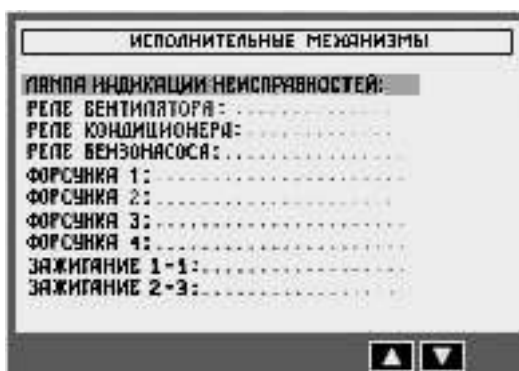 ИСПОЛНИТЕЛЬНЫЕ МЕХАНИЗМЫ
ЛАМПА ИНДИКАЦИИ НЕИСПРАВНОСТЕЙ:
РЕЛЕ ВЕНТИЛЯТОРА:
РЕЛЕ КОНДИЦИОНЕРА:
РЕЛЕ БЕНЗОНАСОСА:
ФОРСУНКА 1:
ФОРСУНКА 2:
ФОРСУНКА 3:
ФОРСУНКА 4:
ЗАЖИГАНИЕ 1-1:
ЗАЖИГАНИЕ 2-3: